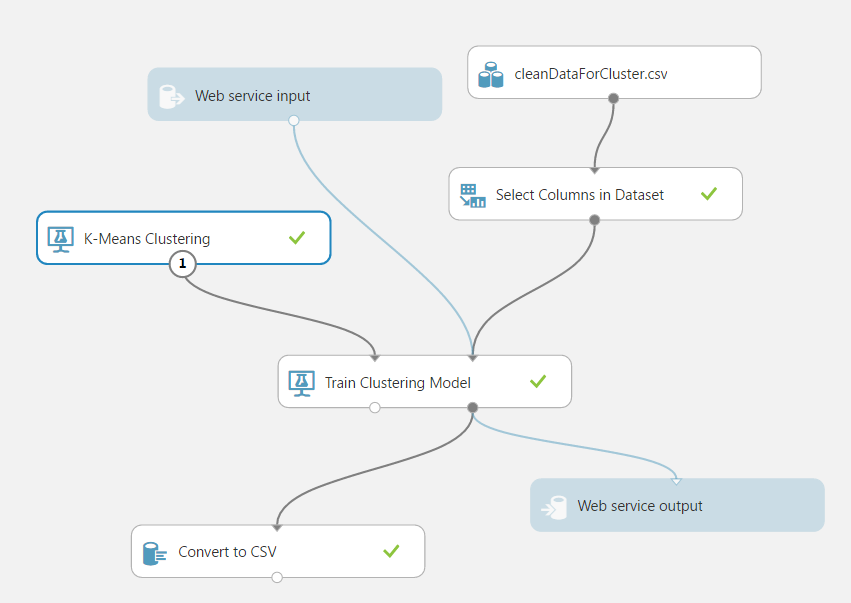 cleanDataForCluster.csv
Web service input
Select Columns in Dataset
K-Means Clustering
1
Train Clustering Model
Web service output
Convert to CSV